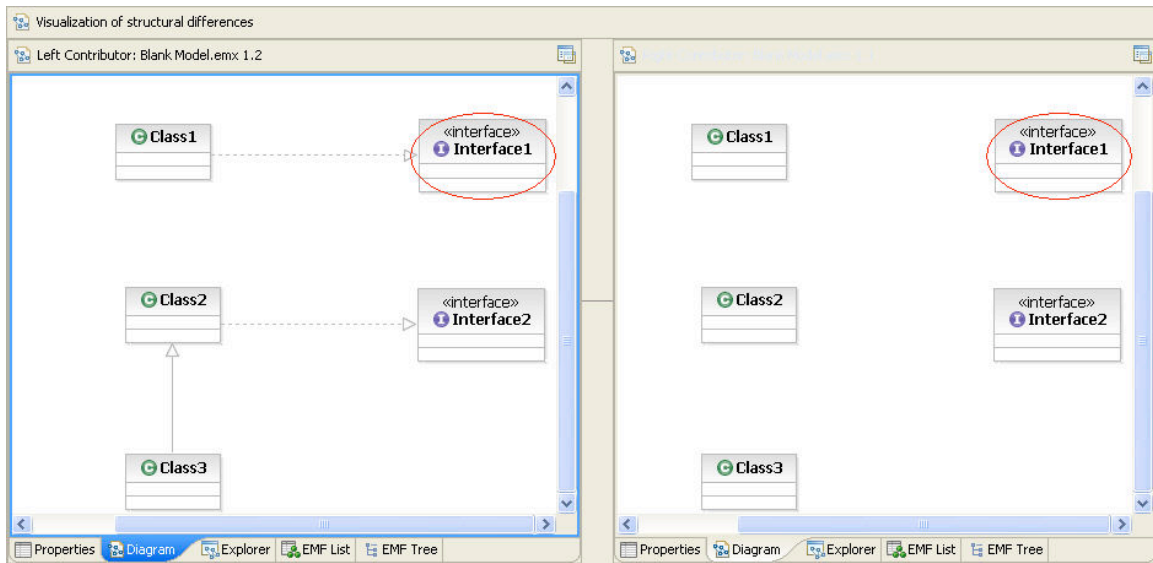 Visualization of structural differences
Left Contributor: Blank Model.emx 1.2
Class1
«interface»
Interface1
Class2
«interface»
Interface2
Class3
Properties Diagram Explorer EMF List EMF Tree
Class1
«interface»
Interface1
Class2
«interface»
Interface2
Class3
Properties Diagram Explorer EMF List EMF Tree